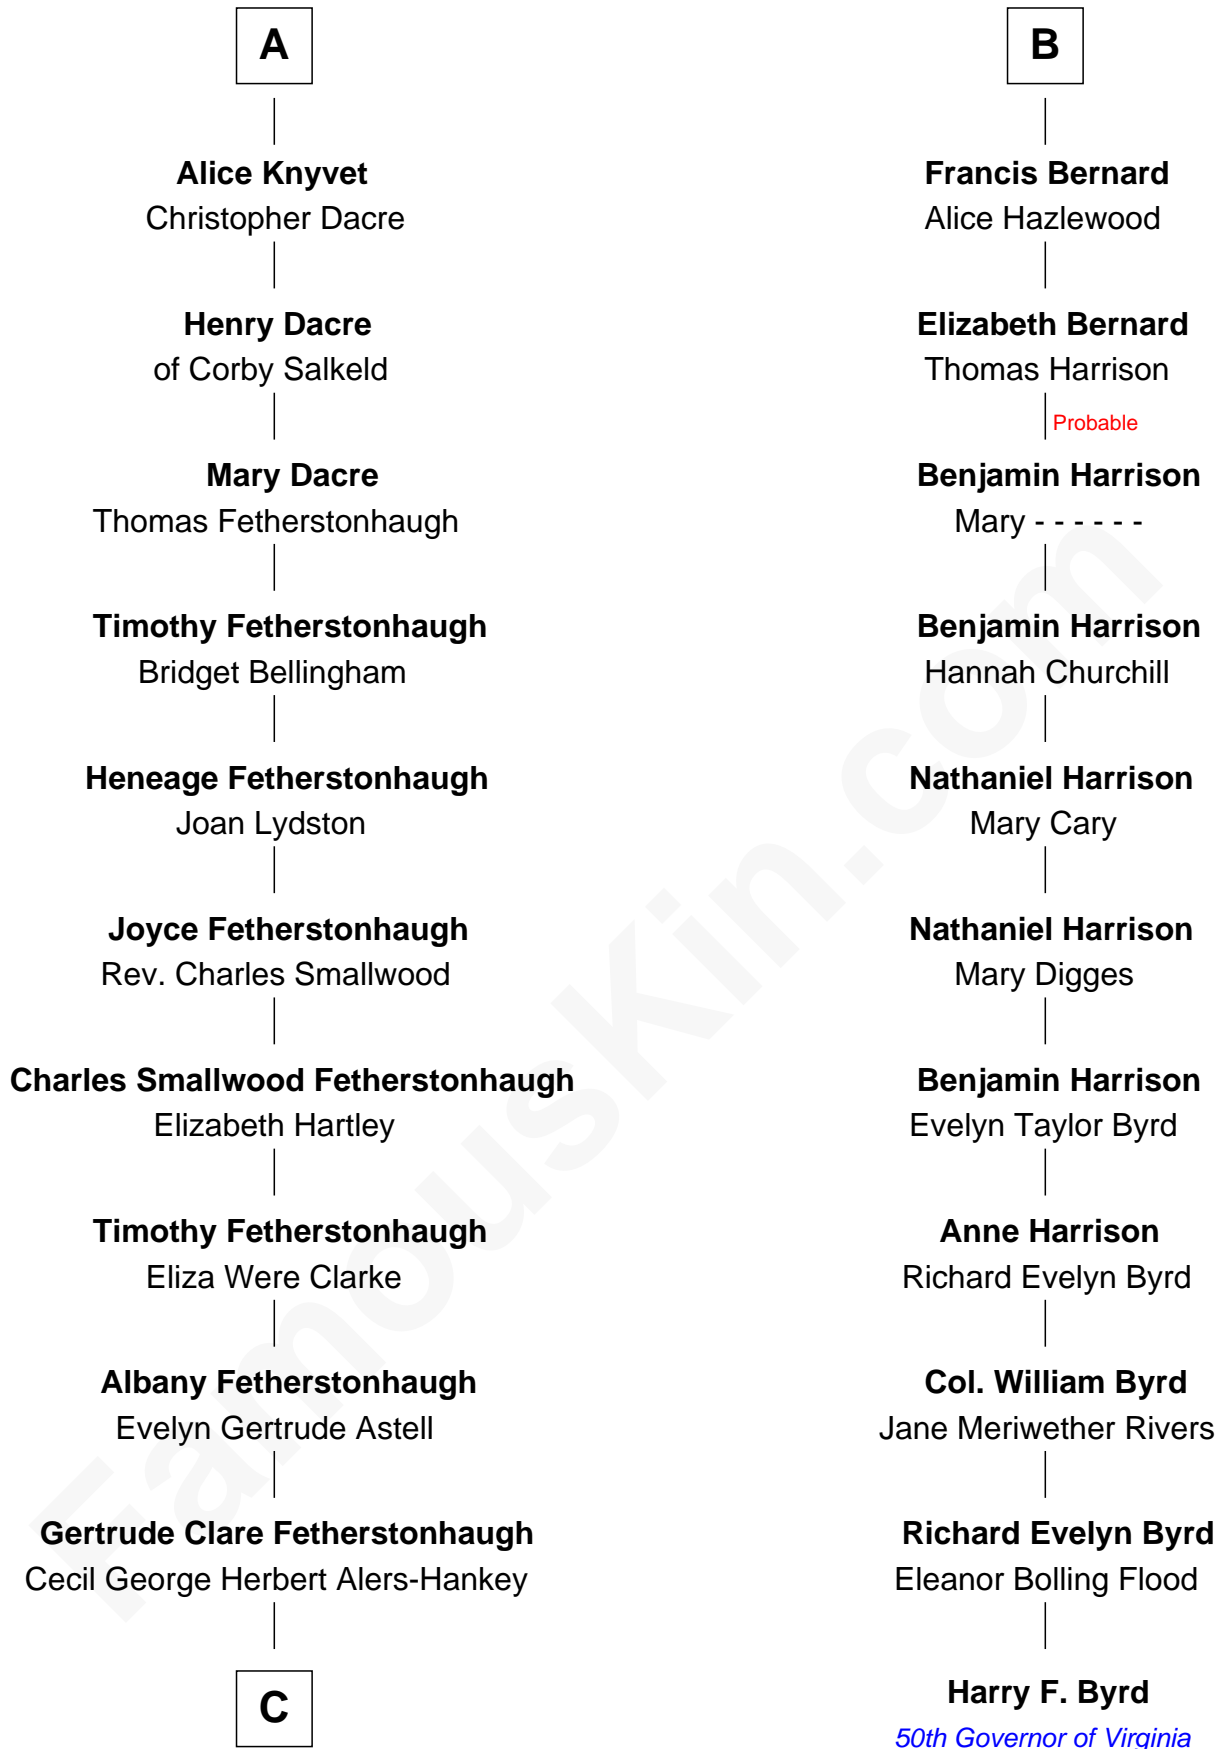 A
Alice Knyvet
Christopher Dacre
Henry Dacre
of Corby Salkeld
Mary Dacre
Thomas Fetherstonhaugh
Timothy Fetherstonhaugh
Bridget Bellingham
Heneage Fetherstonhaugh
Joan Lydston
Joyce Fetherstonhaugh
Rev. Charles Smallwood
Charles Smallwood Fetherstonhaugh
Elizabeth Hartley
Timothy Fetherstonhaugh
Eliza Were Clarke
Albany Fetherstonhaugh
Evelyn Gertrude Astell
Gertrude Clare Fetherstonhaugh
Cecil George Herbert Alers-Hankey
C
B
Francis Bernard
Alice Hazlewood
Elizabeth Bernard
Thomas Harrison
Probable
Benjamin Harrison
Mary - - - - - -
Benjamin Harrison
Hannah Churchill
Nathaniel Harrison
Mary Cary
Nathaniel Harrison
Mary Digges
Benjamin Harrison
Evelyn Taylor Byrd
Anne Harrison
Richard Evelyn Byrd
Col. William Byrd
Jane Meriwether Rivers
Richard Evelyn Byrd
Eleanor Bolling Flood
Harry F. Byrd
50th Governor of Virginia
FamousKin.com